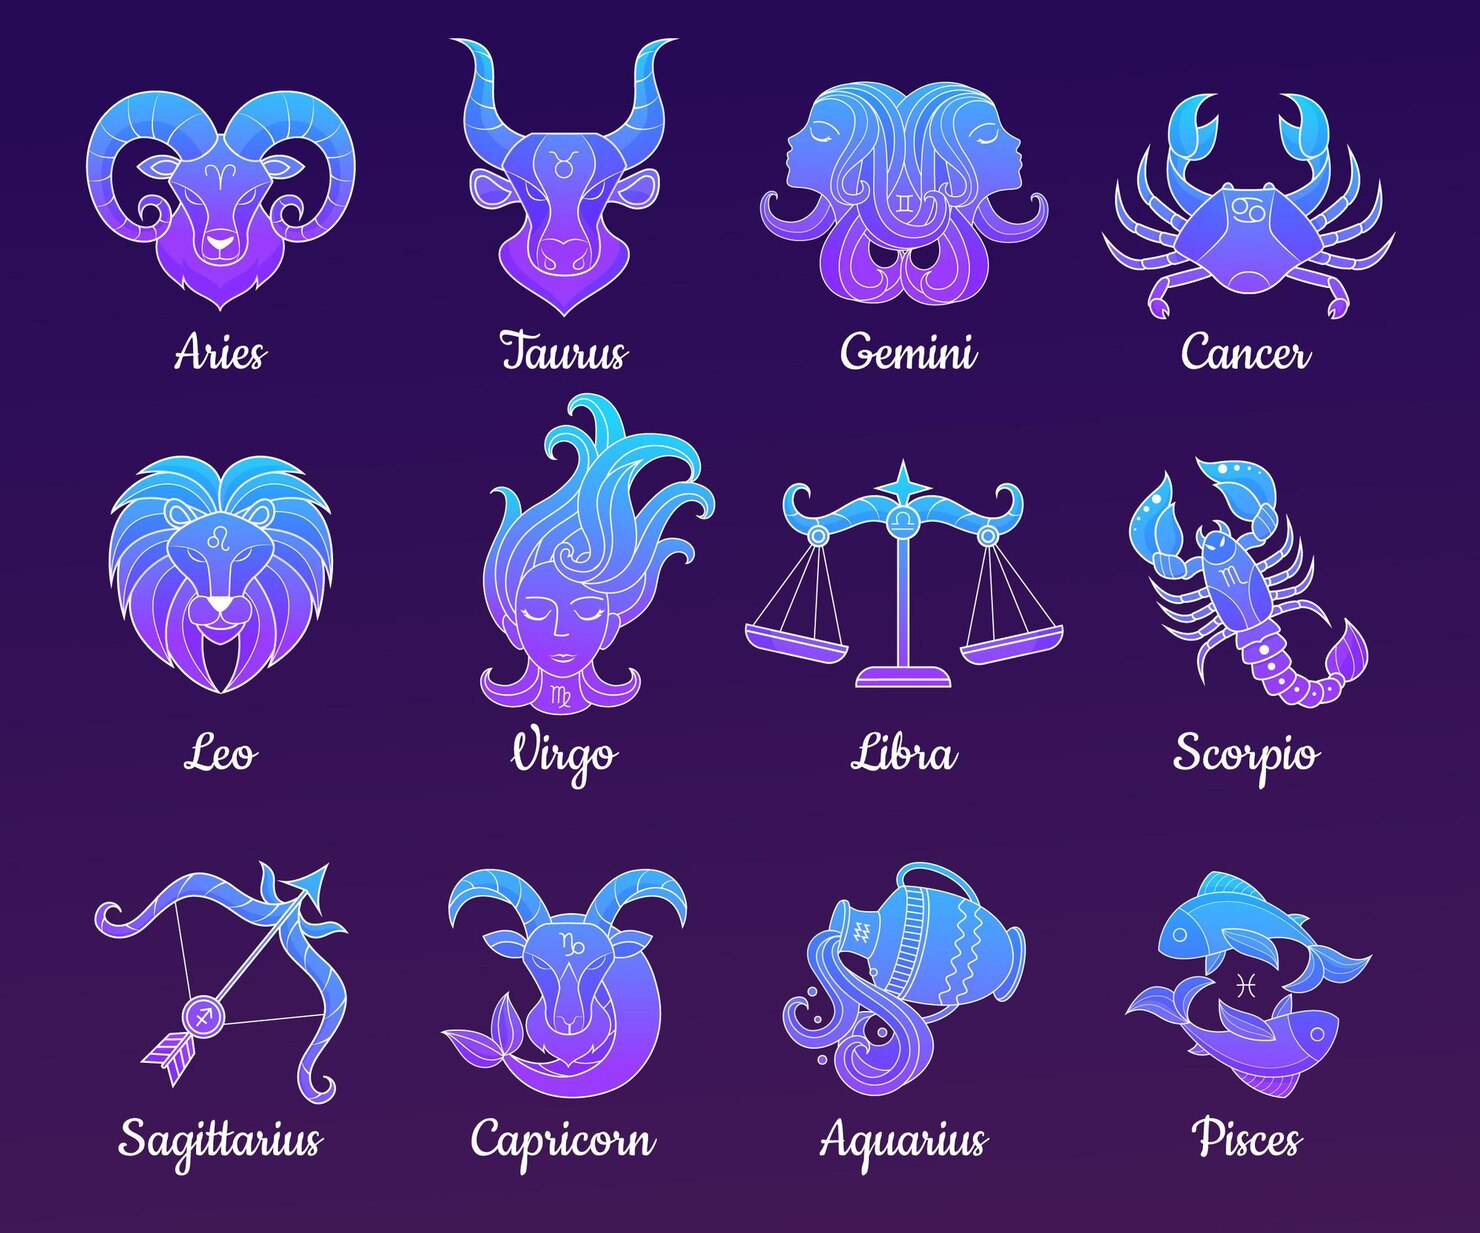 Aries
Taurus
Gemini
Cancer
Leo
Virgo
Libra
Scorpio
Sagittarius
Capricorn
Aquarius
Pisces